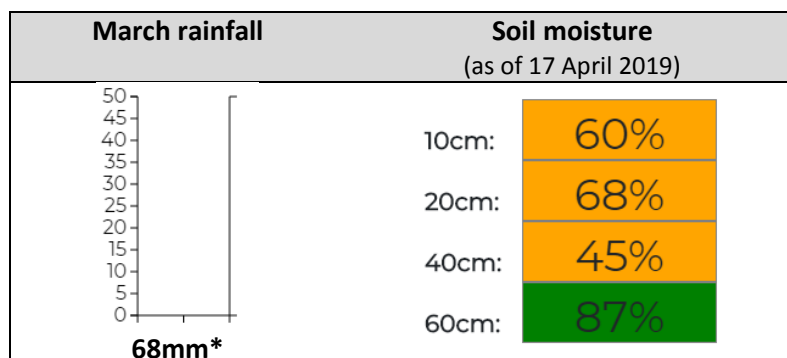 March rainfall
Soil moisture
(as of 17 April 2019)
50
45
40
35
30
25
20
15
10
5
0
68mm*
10cm: 60%
20cm: 68%
40cm: 45%
60cm: 87%